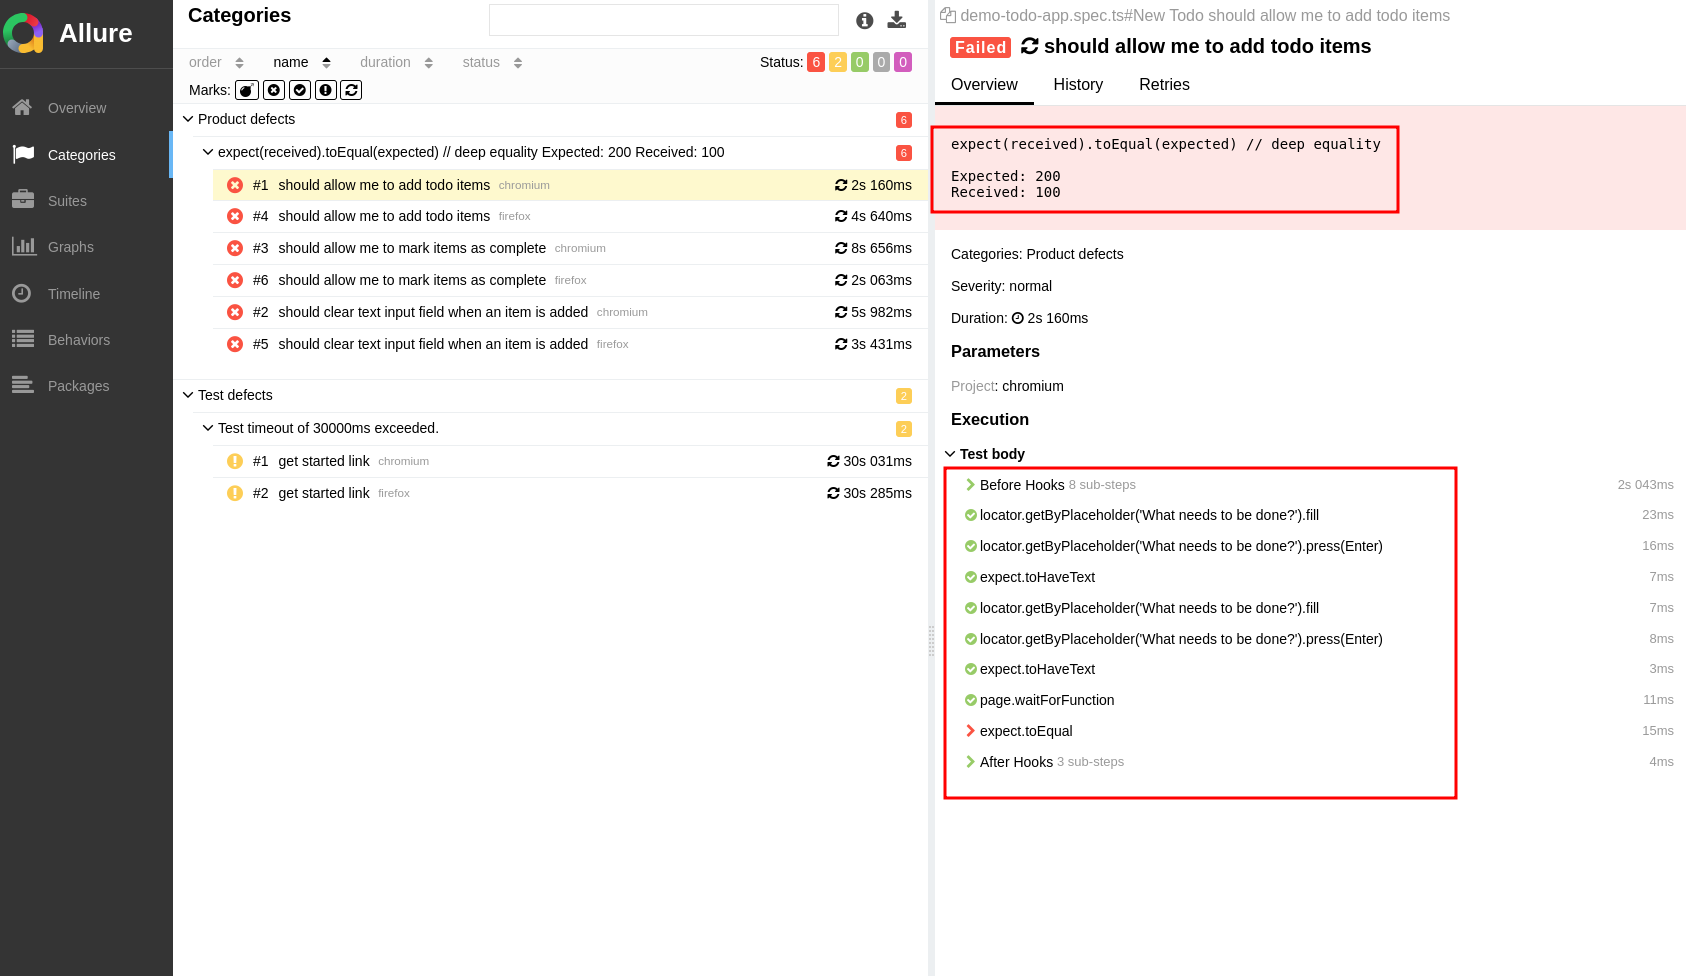 Allure
Overview
Categories
Suites
Graphs
Timeline
Behaviors
Packages
Categories
order name duration status Status: 6 2 0 0 0
Marks:
Product defects 6
expect(received).toEqual(expected) // deep equality Expected: 200 Received: 100 6
#1 should allow me to add todo items chromium 2s 160ms
#4 should allow me to add todo items firefox 4s 640ms
#3 should allow me to mark items as complete chromium 8s 656ms
#6 should allow me to mark items as complete firefox 2s 063ms
#2 should clear text input field when an item is added chromium 5s 982ms
#5 should clear text input field when an item is added firefox 3s 431ms
Test defects 2
Test timeout of 30000ms exceeded. 2
#1 get started link chromium 30s 031ms
#2 get started link firefox 30s 285ms
demo-todo-app.spec.ts#New Todo should allow me to add todo items
Failed should allow me to add todo items
Overview History Retries
expect(received).toEqual(expected) // deep equality
Expected: 200
Received: 100
Categories: Product defects
Severity: normal
Duration: 2s 160ms
Parameters
Project: chromium
Execution
Test body
Before Hooks 8 sub-steps 2s 043ms
locator.getByPlaceholder('What needs to be done?').fill 23ms
locator.getByPlaceholder('What needs to be done?').press(Enter) 16ms
expect.toHaveText 7ms
locator.getByPlaceholder('What needs to be done?').fill 7ms
locator.getByPlaceholder('What needs to be done?').press(Enter) 8ms
expect.toHaveText 3ms
page.waitForFunction 11ms
expect.toEqual 15ms
After Hooks 3 sub-steps 4ms